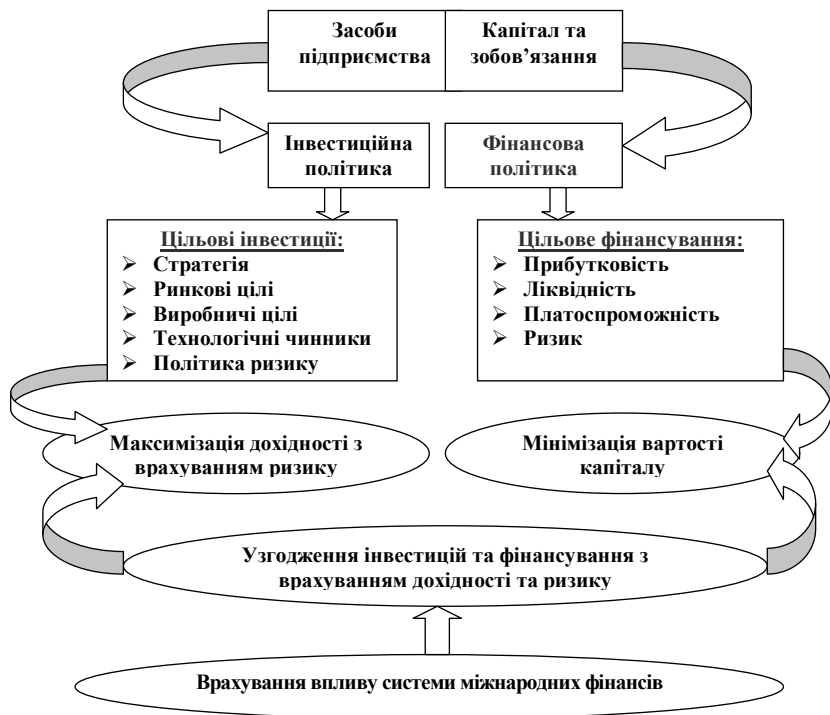 Засоби
підприємства
Капітал та
зобов’язання
Інвестиційна
політика
Фінансова
політика
Цільові інвестиції:
➢ Стратегія
➢ Ринкові цілі
➢ Виробничі цілі
➢ Технологічні чинники
➢ Політика ризику
Цільове фінансування:
➢ Прибутковість
➢ Ліквідність
➢ Платоспроможність
➢ Ризик
Максимізація дохідності з
врахуванням ризику
Мінімізація вартості
капіталу
Узгодження інвестицій та фінансування з
врахуванням дохідності та ризику
Врахування впливу системи міжнародних фінансів